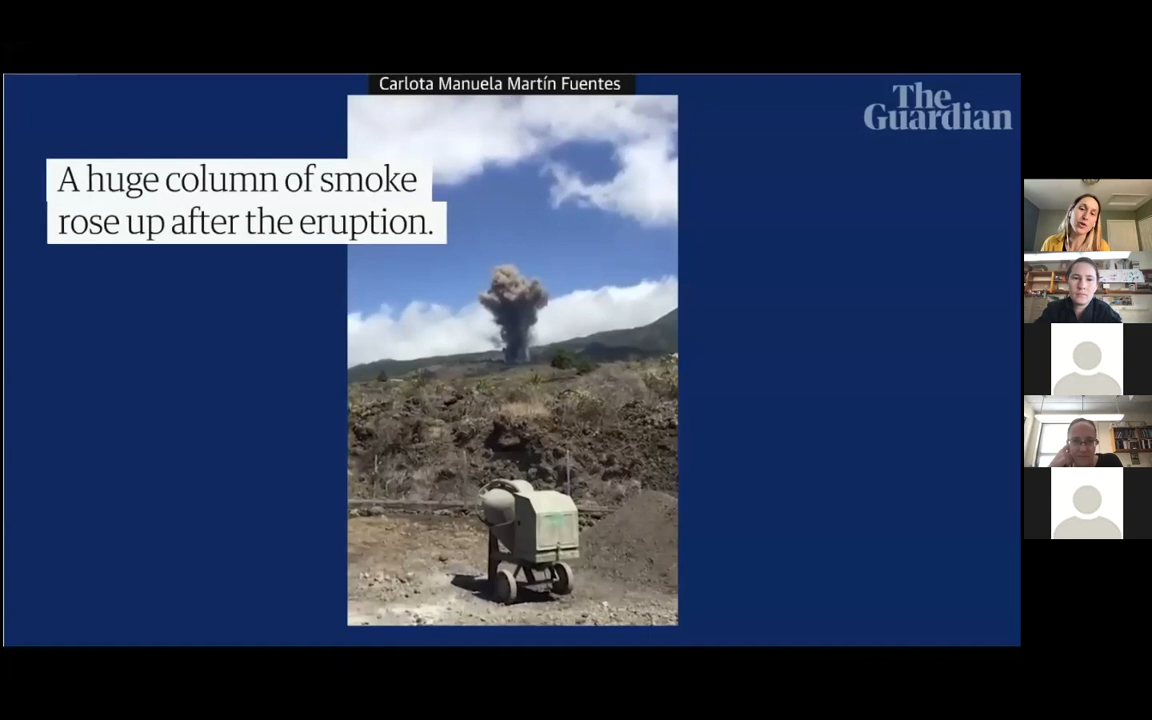 Carlota Manuela Martín Fuentes
The
Guardian
A huge column of smoke
rose up after the eruption.